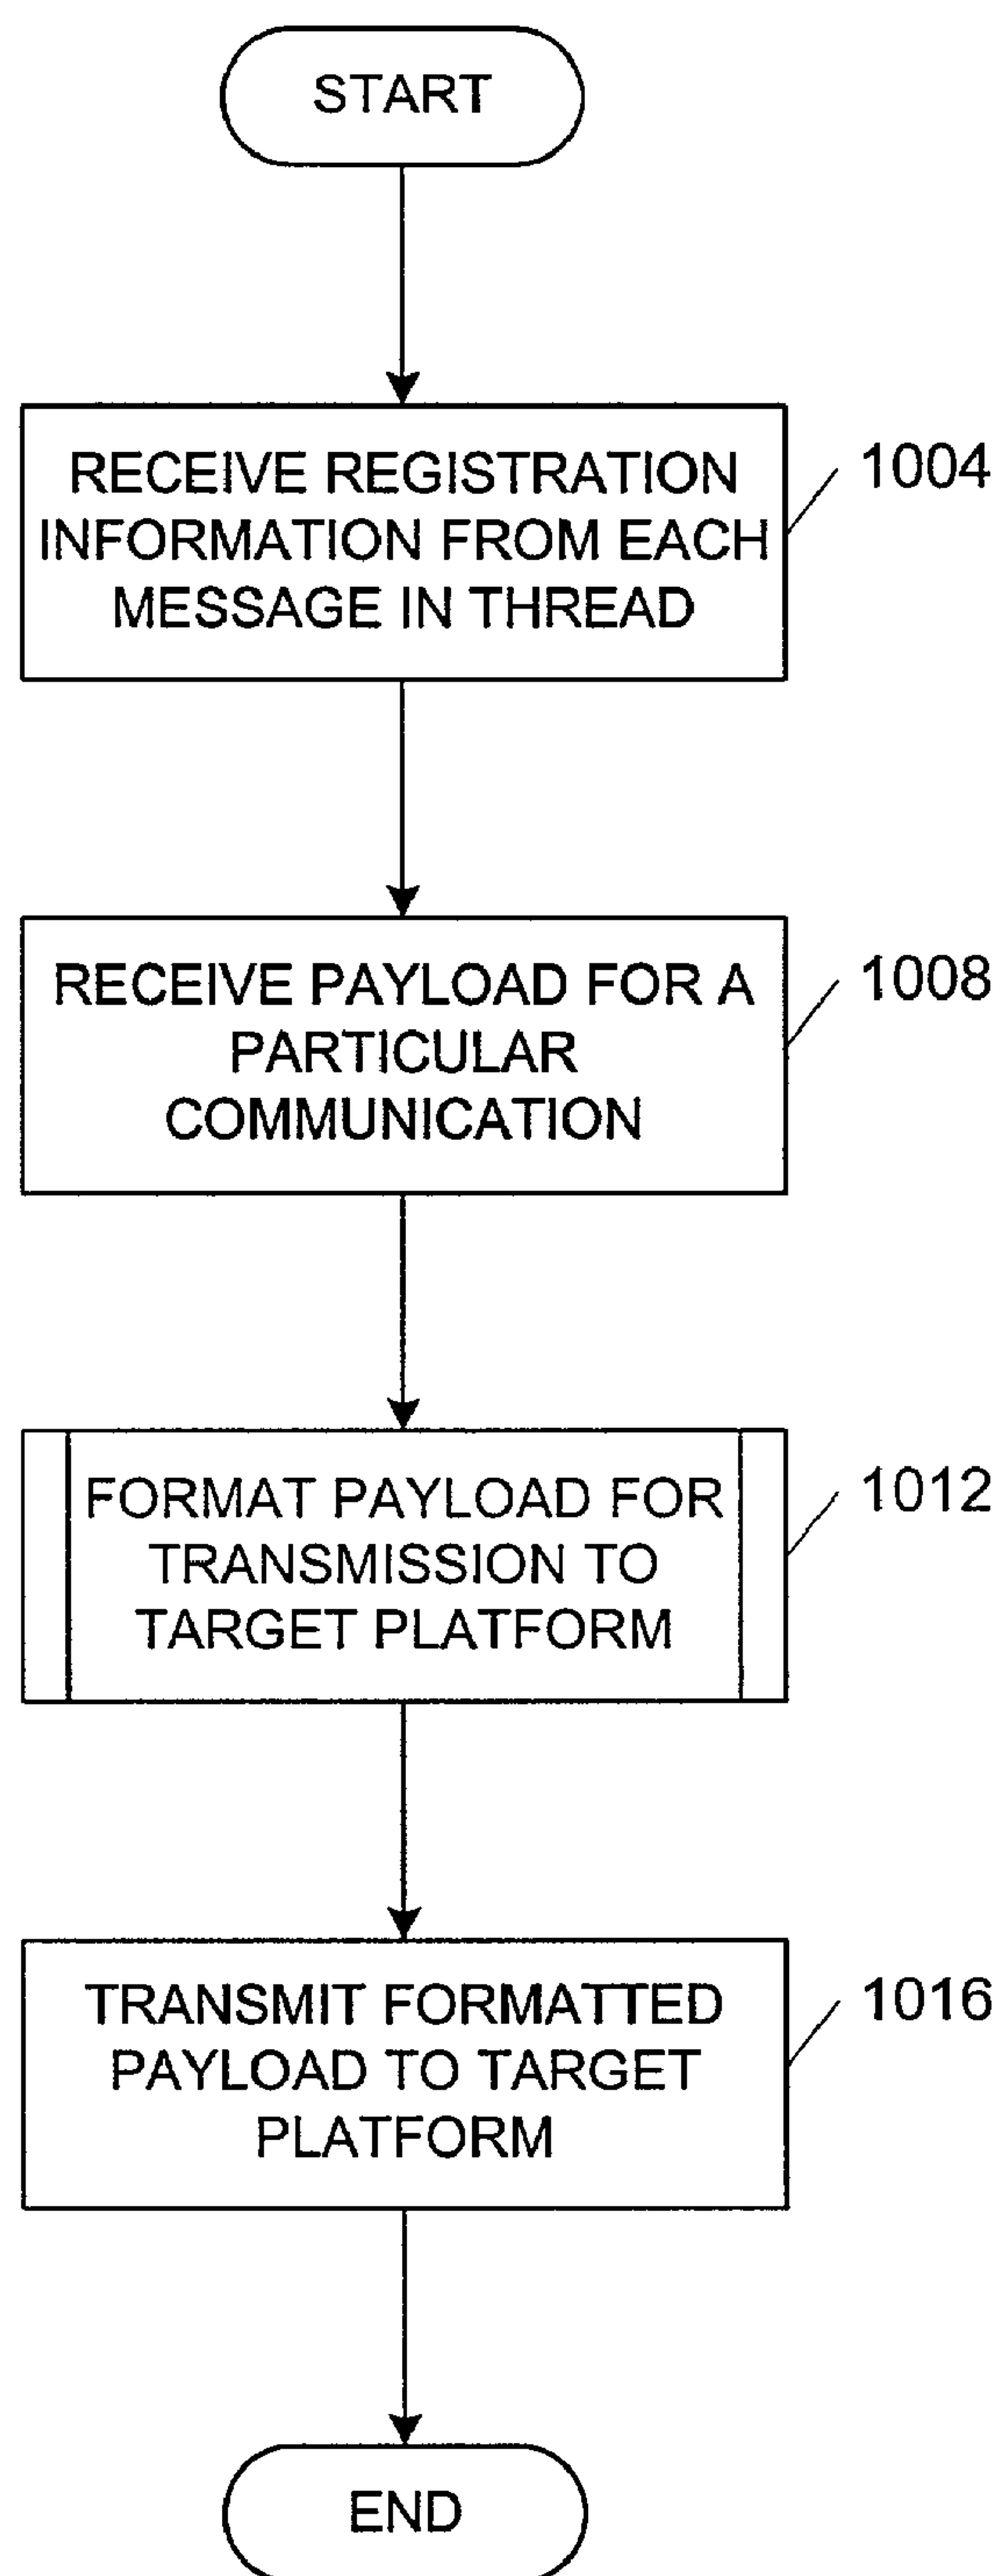 START
RECEIVE REGISTRATION
INFORMATION FROM EACH
MESSAGE IN THREAD
1004
RECEIVE PAYLOAD FOR A
PARTICULAR
COMMUNICATION
1008
FORMAT PAYLOAD FOR
TRANSMISSION TO
TARGET PLATFORM
1012
TRANSMIT FORMATTED
PAYLOAD TO TARGET
PLATFORM
1016
END